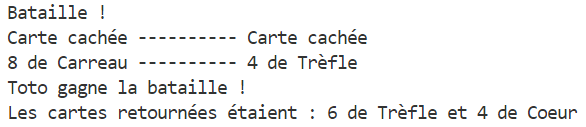 Bataille !
Carte cachée ---------- Carte cachée
8 de Carreau ---------- 4 de Trèfle
Toto gagne la bataille !
Les cartes retournées étaient : 6 de Trèfle et 4 de Coeur